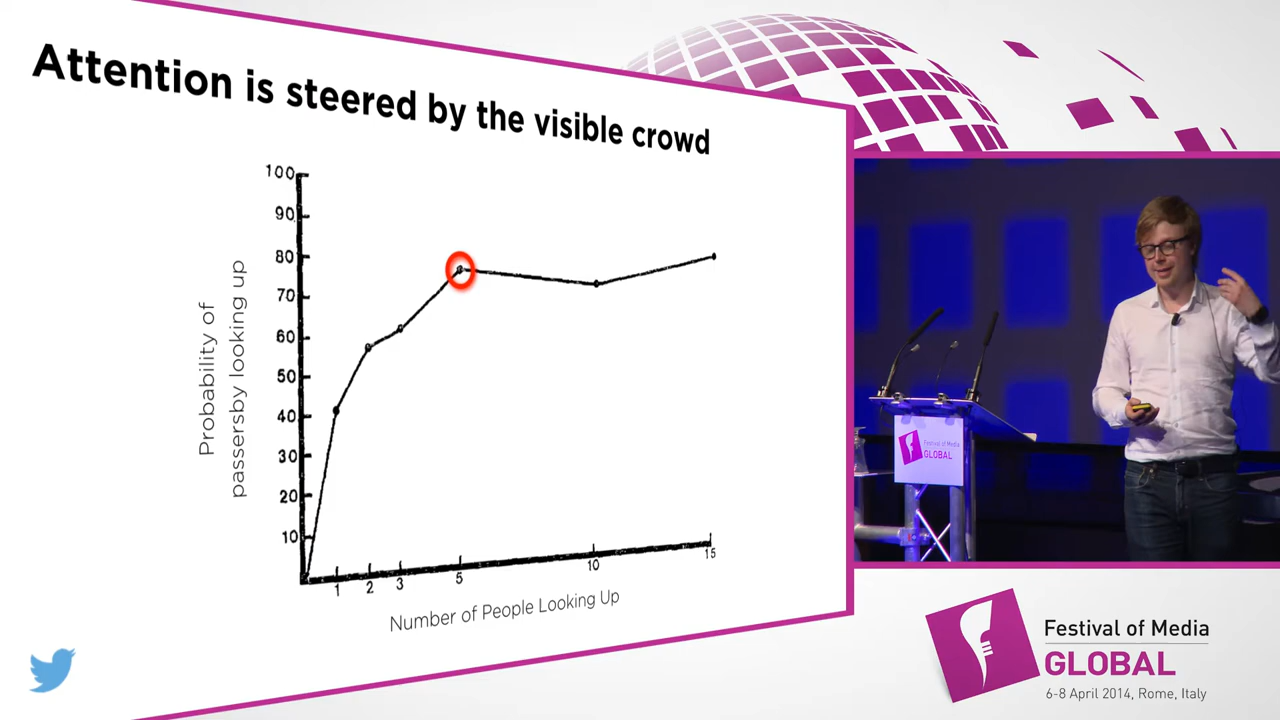 Attention is steered by the visible crowd
100
90
80
70
60
50
40
30
20
10
Probability of
passersby looking up
1
2
3
5
10
15
Number of People Looking Up
Festival of Media
GLOBAL
Festival of Media
GLOBAL
6-8 April 2014, Rome, Italy